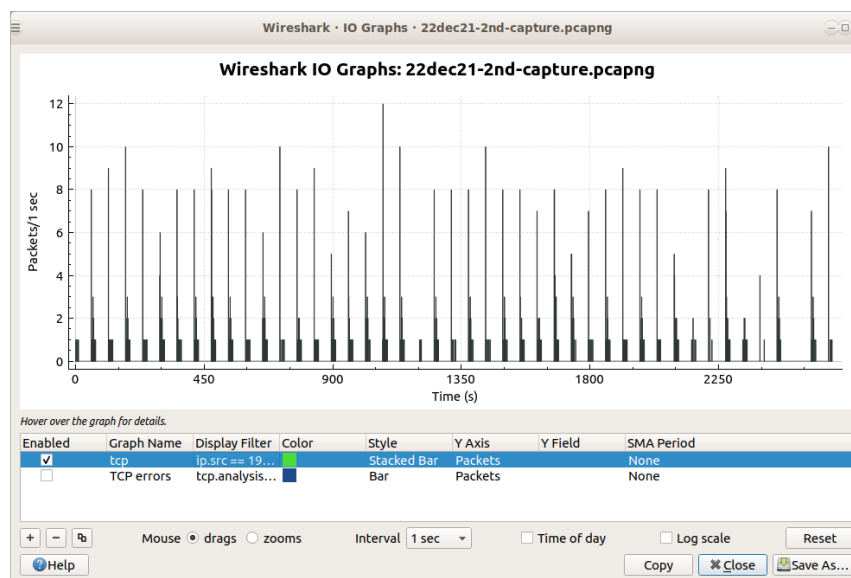 Wireshark · IO Graphs · 22dec21-2nd-capture.pcapng
Wireshark IO Graphs: 22dec21-2nd-capture.pcapng
12
10
8
6
4
2
0
Packets/1 sec
0 450 900 1350 1800 2250
Time (s)
Hover over the graph for details.
Enabled Graph Name Display Filter Color Style Y Axis Y Field SMA Period
tcp ip.src == 19... Stacked Bar Packets None
TCP errors tcp.analysis... Bar Packets None
+ − Mouse drags zooms Interval 1 sec Time of day Log scale Reset
?Help Copy Close Save As...